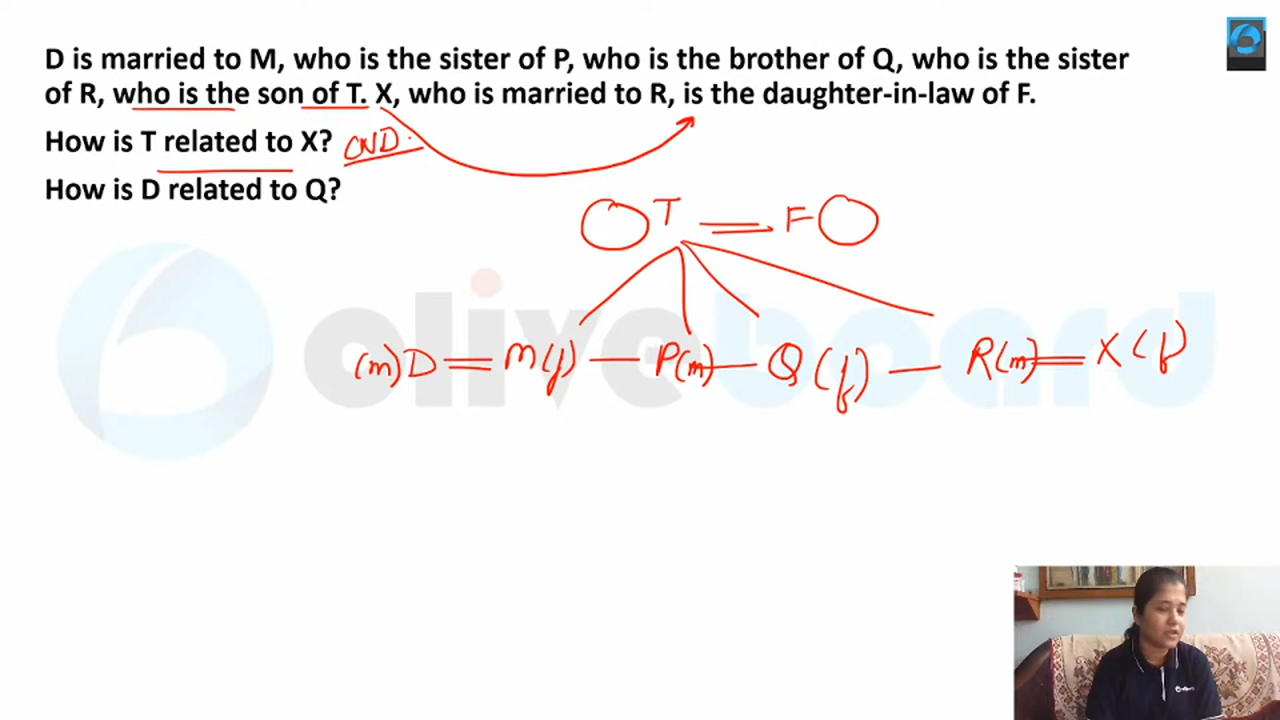 D is married to M, who is the sister of P, who is the brother of Q, who is the sister
of R, who is the son of T. X, who is married to R, is the daughter-in-law of F.
How is T related to X? CND.
How is D related to Q?
T = F
(m) D = M(f) — P(m) — Q(f) — R(m) = X(f)
oliveboard